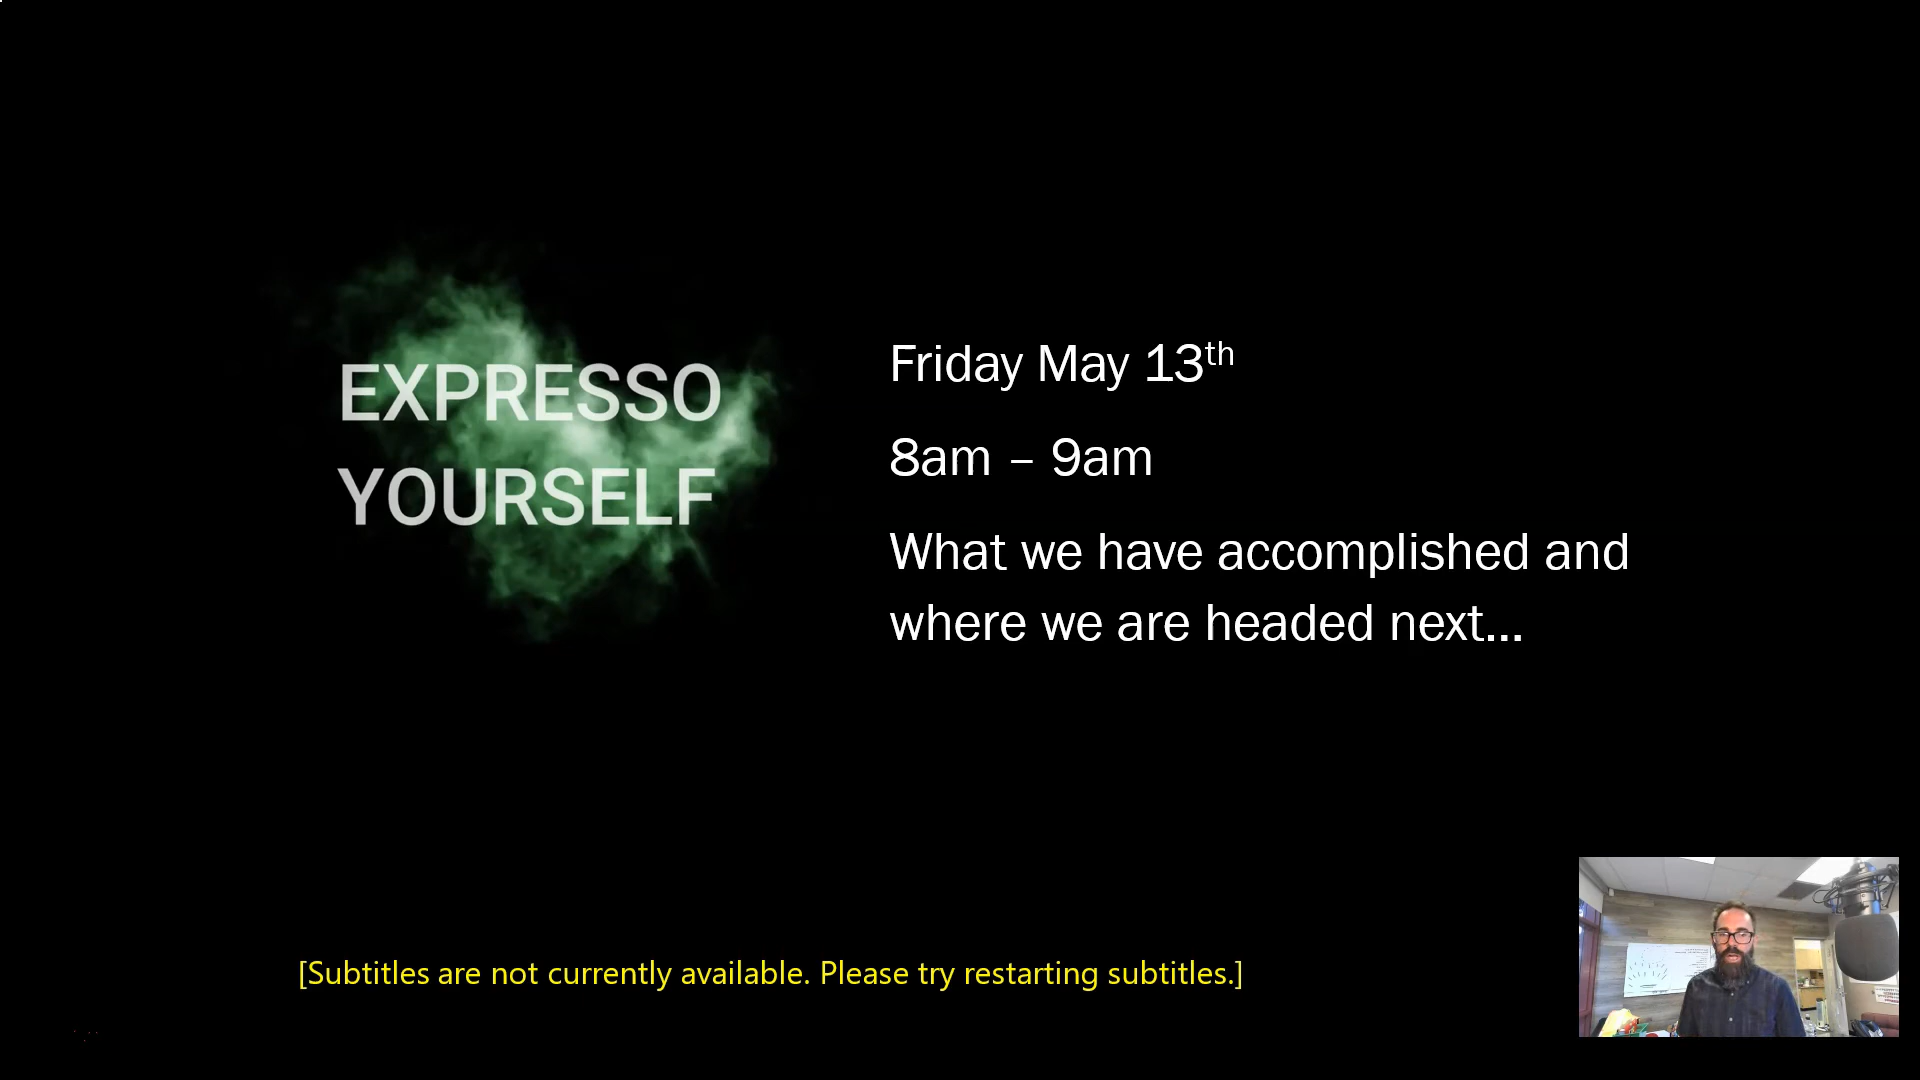 EXPRESSO
YOURSELF
Friday May 13th
8am – 9am
What we have accomplished and
where we are headed next...
[Subtitles are not currently available. Please try restarting subtitles.]